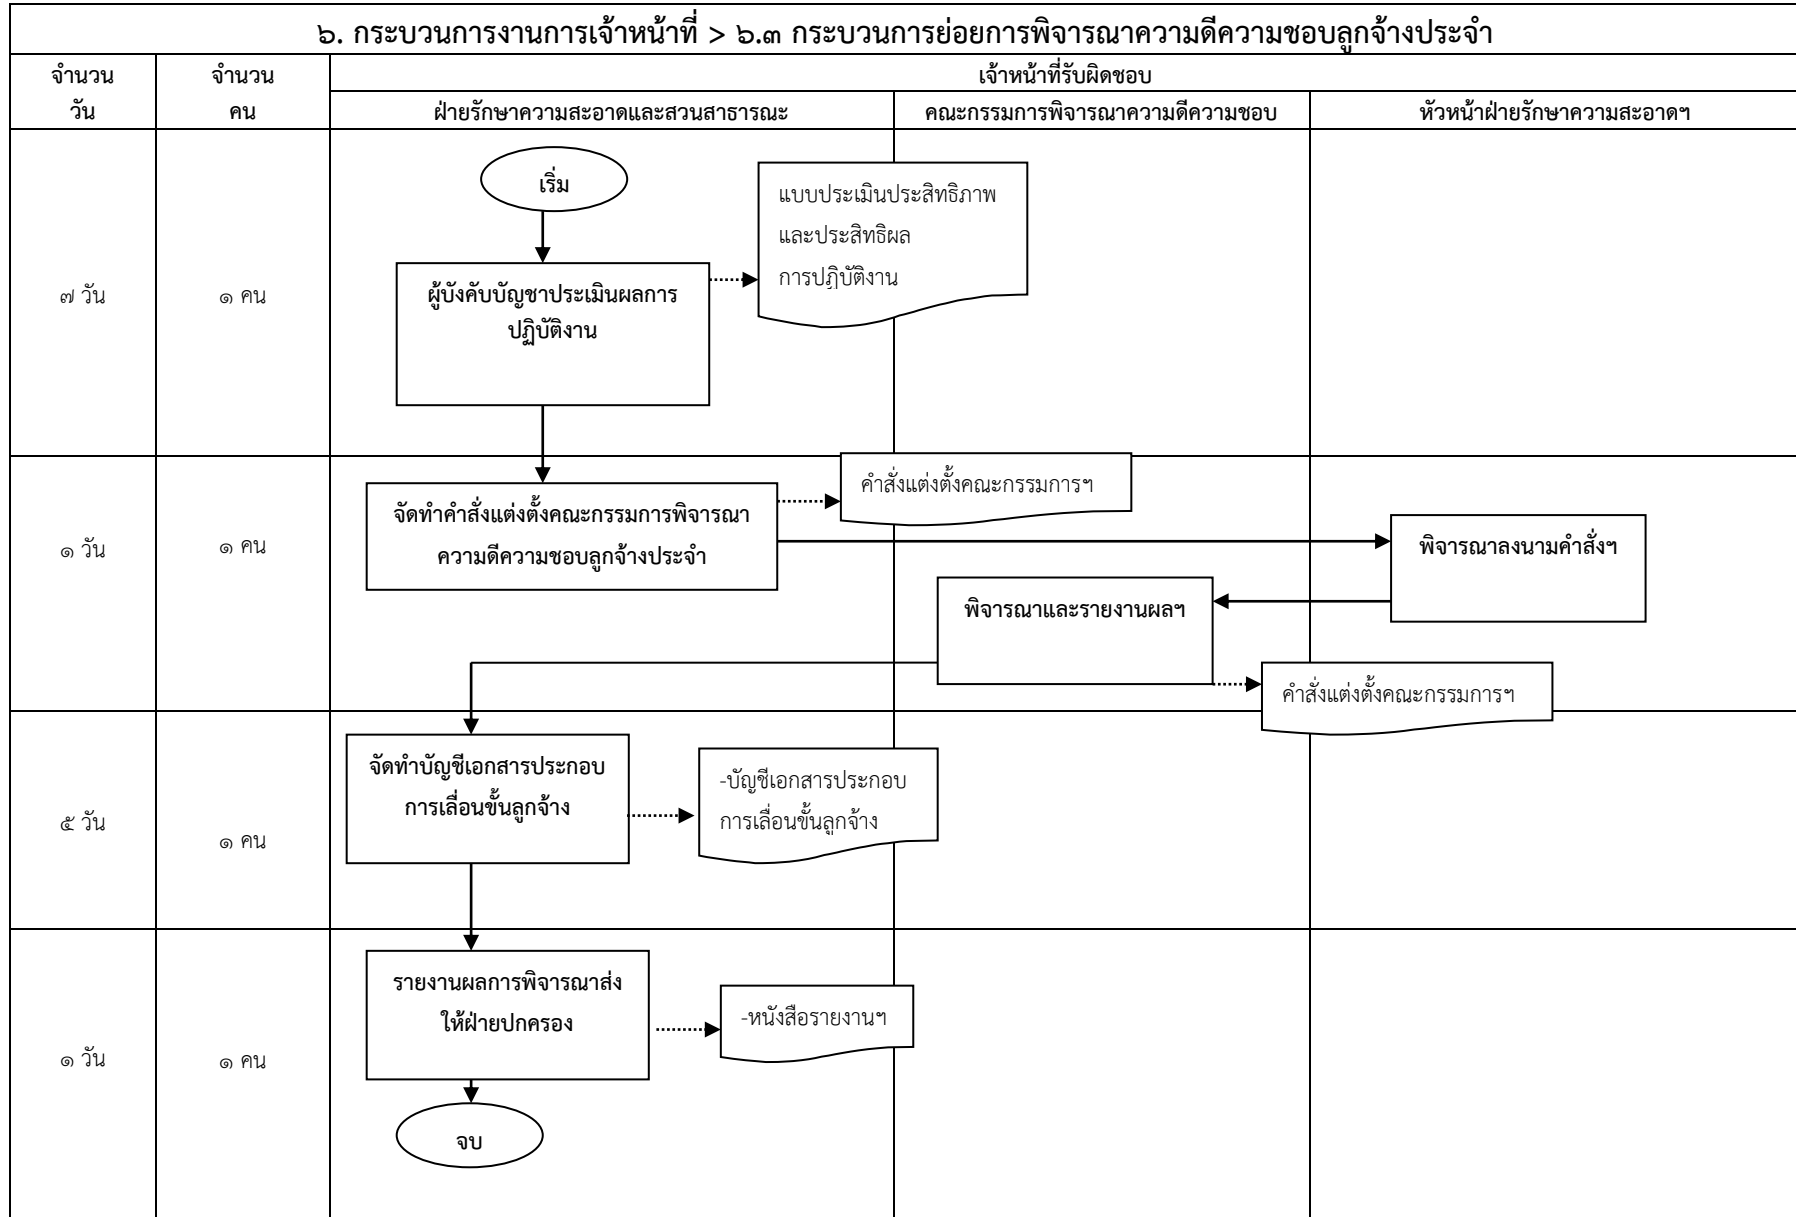 ๖. กระบวนการงานการเจ้าหน้าที่ > ๖.๓ กระบวนการย่อยการพิจารณาความดีความชอบลูกจ้างประจำ
จำนวน
วัน
จำนวน
คน
เจ้าหน้าที่รับผิดชอบ
ฝ่ายรักษาความสะอาดและสวนสาธารณะ
คณะกรรมการพิจารณาความดีความชอบ
หัวหน้าฝ่ายรักษาความสะอาดฯ
๗ วัน
๑ คน
เริ่ม
ผู้บังคับบัญชาประเมินผลการ
ปฏิบัติงาน
แบบประเมินประสิทธิภาพ
และประสิทธิผล
การปฏิบัติงาน
๑ วัน
๑ คน
จัดทำคำสั่งแต่งตั้งคณะกรรมการพิจารณา
ความดีความชอบลูกจ้างประจำ
คำสั่งแต่งตั้งคณะกรรมการฯ
พิจารณาลงนามคำสั่งฯ
พิจารณาและรายงานผลฯ
คำสั่งแต่งตั้งคณะกรรมการฯ
๕ วัน
๑ คน
จัดทำบัญชีเอกสารประกอบ
การเลื่อนขั้นลูกจ้าง
-บัญชีเอกสารประกอบ
การเลื่อนขั้นลูกจ้าง
๑ วัน
๑ คน
รายงานผลการพิจารณาส่ง
ให้ฝ่ายปกครอง
-หนังสือรายงานฯ
จบ